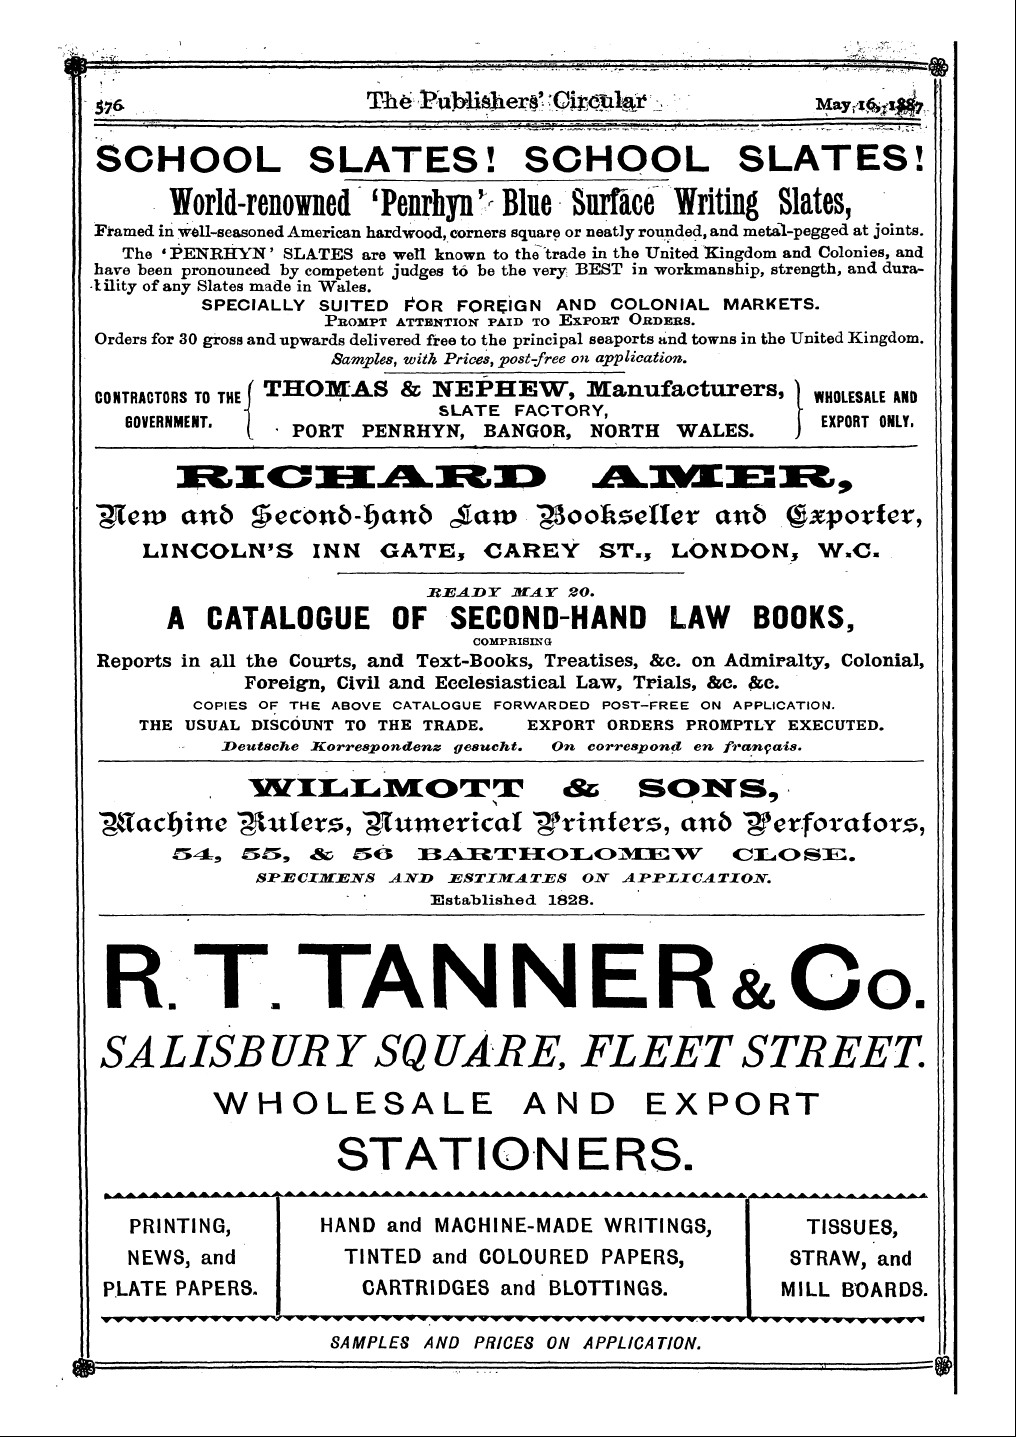 576 The Publishers' Circular May 16, 1887
SCHOOL SLATES! SCHOOL SLATES!
World-renowned 'Penrhyn' Blue Surface Writing Slates,
Framed in well-seasoned American hardwood, corners square or neatly rounded, and metal-pegged at joints.
The 'PENRHYN' SLATES are well known to the trade in the United Kingdom and Colonies, and
have been pronounced by competent judges to be the very BEST in workmanship, strength, and dura-
bility of any Slates made in Wales.
SPECIALLY SUITED FOR FOREIGN AND COLONIAL MARKETS.
PROMPT ATTENTION PAID TO EXPORT ORDERS.
Orders for 30 gross and upwards delivered free to the principal seaports and towns in the United Kingdom.
Samples, with Prices, post-free on application.
CONTRACTORS TO THE
GOVERNMENT.
THOMAS & NEPHEW, Manufacturers,
SLATE FACTORY,
PORT PENRHYN, BANGOR, NORTH WALES.
WHOLESALE AND
EXPORT ONLY.
RICHARD AMER,
New and Second-hand Law Bookseller and Exporter,
LINCOLN'S INN GATE, CAREY ST., LONDON, W.C.
READY MAY 20.
A CATALOGUE OF SECOND-HAND LAW BOOKS,
COMPRISING
Reports in all the Courts, and Text-Books, Treatises, &c. on Admiralty, Colonial,
Foreign, Civil and Ecclesiastical Law, Trials, &c. &c.
COPIES OF THE ABOVE CATALOGUE FORWARDED POST-FREE ON APPLICATION.
THE USUAL DISCOUNT TO THE TRADE. EXPORT ORDERS PROMPTLY EXECUTED.
Deutsche Korrespondenz gesucht. On correspond en français.
WILLMOTT & SONS,
Machine Rulers, Numerical Printers, and Perforators,
54, 55, & 56 BARTHOLOMEW CLOSE.
SPECIMENS AND ESTIMATES ON APPLICATION.
Established 1828.
R. T. TANNER & Co.
SALISBURY SQUARE, FLEET STREET.
WHOLESALE AND EXPORT
STATIONERS.
PRINTING,
NEWS, and
PLATE PAPERS.
HAND and MACHINE-MADE WRITINGS,
TINTED and COLOURED PAPERS,
CARTRIDGES and BLOTTINGS.
TISSUES,
STRAW, and
MILL BOARDS.
SAMPLES AND PRICES ON APPLICATION.